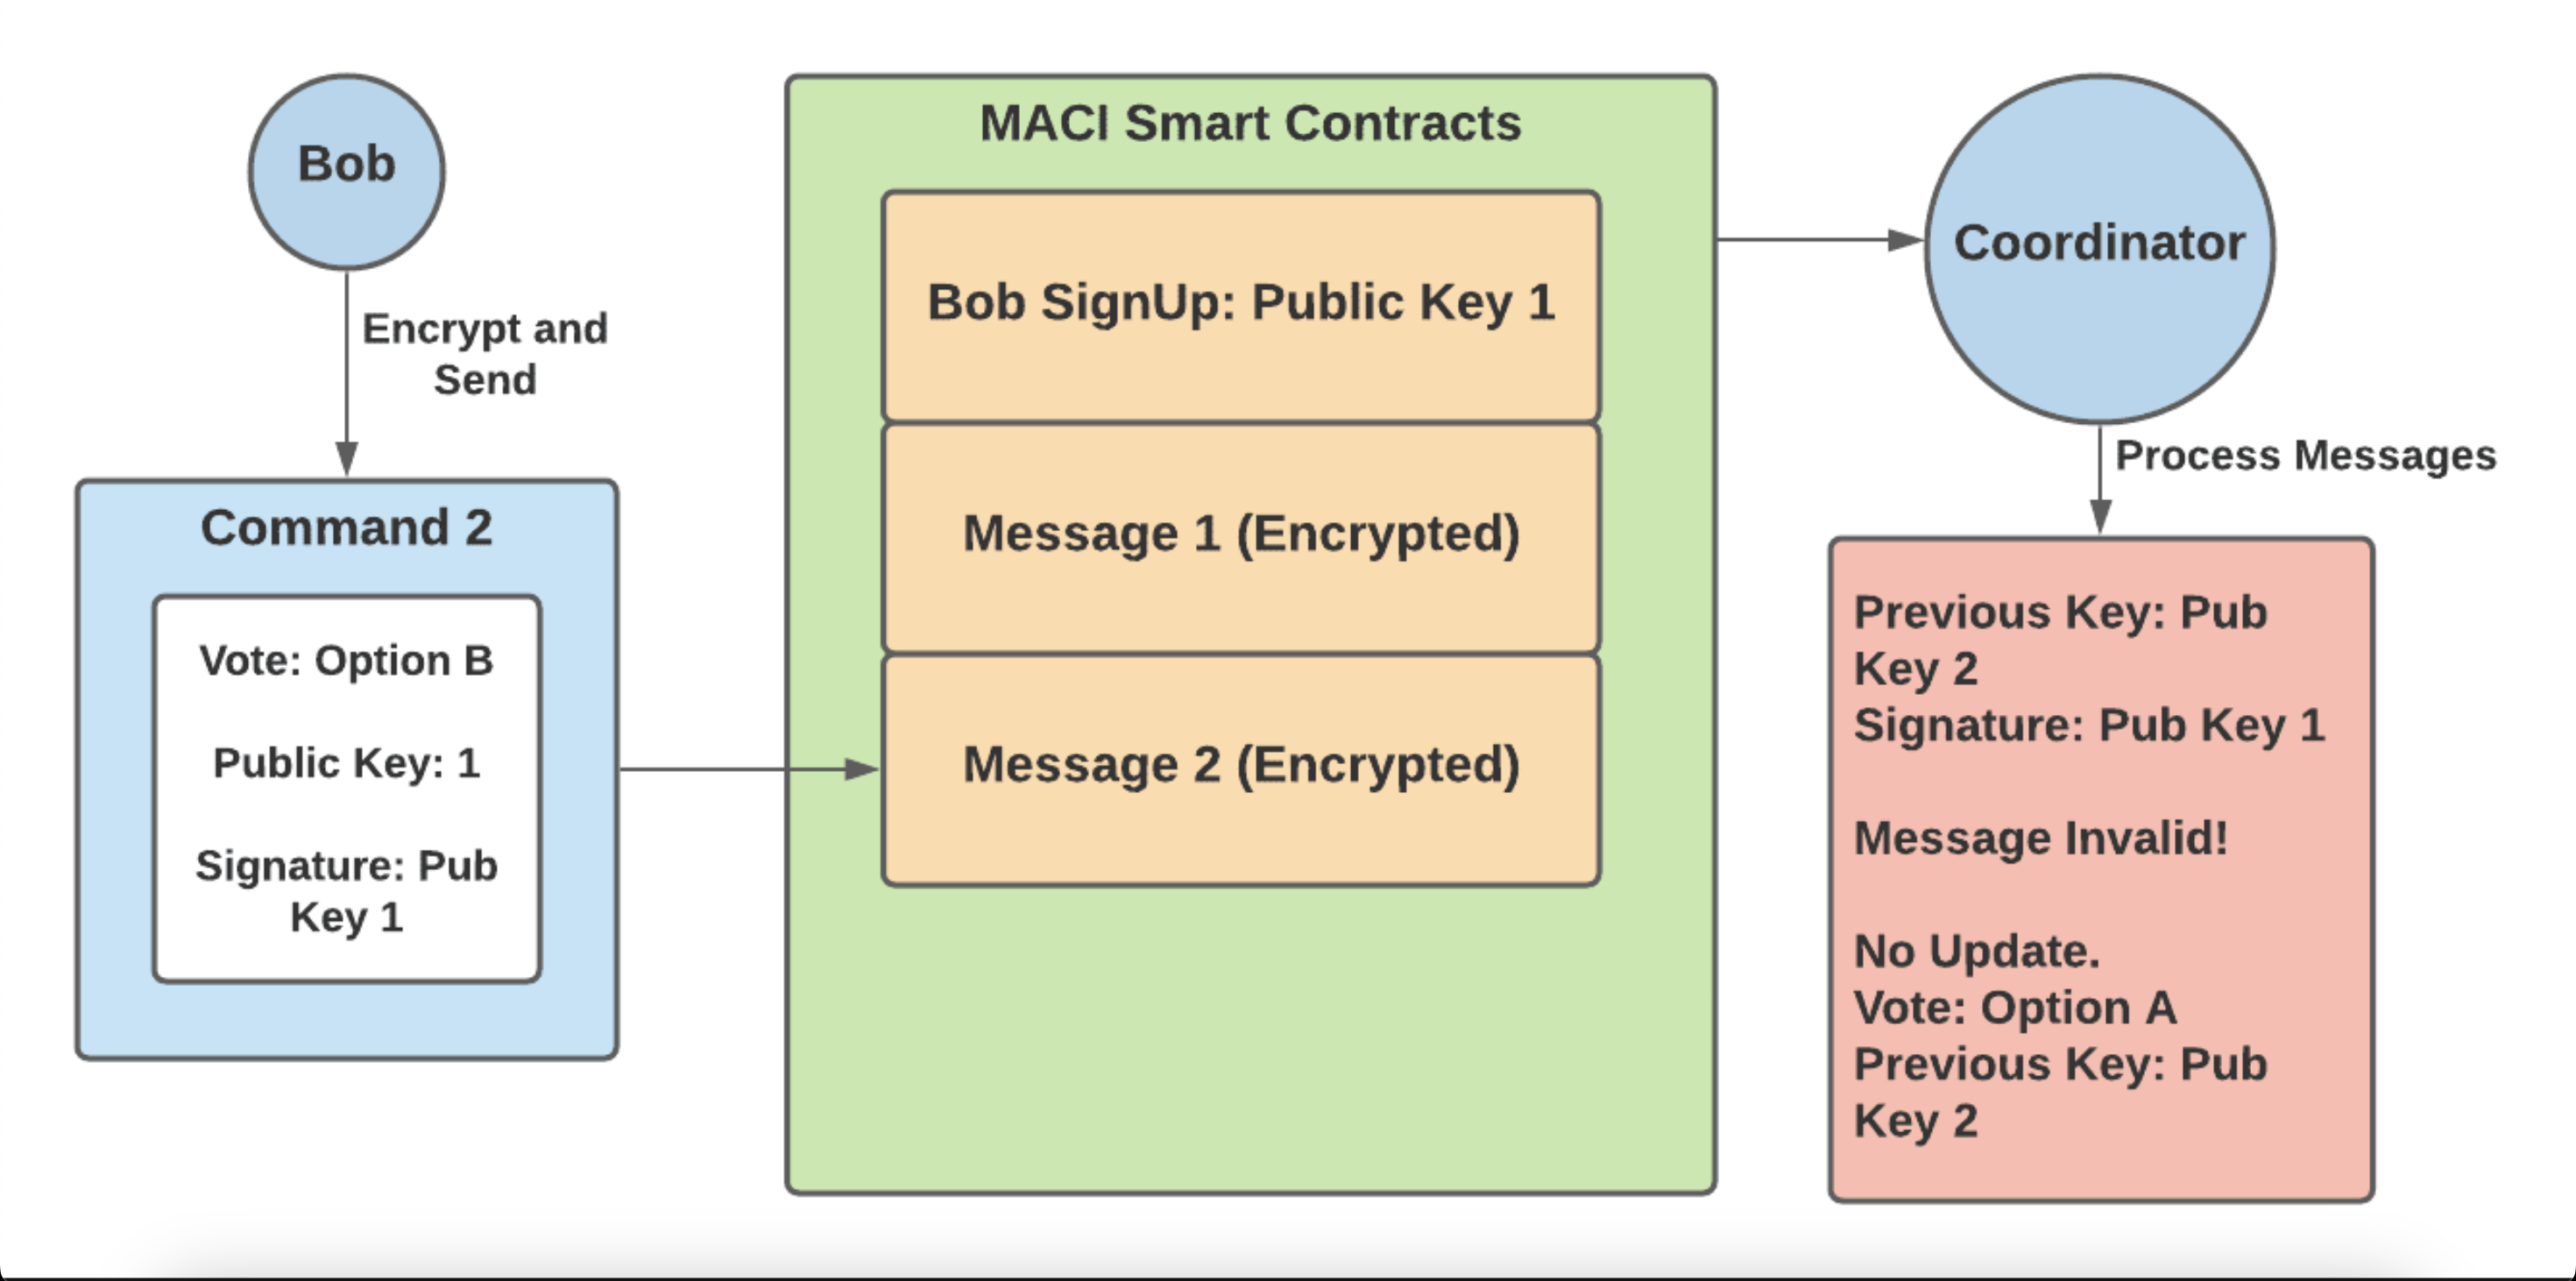 Bob
Encrypt and
Send
Command 2
Vote: Option B
Public Key: 1
Signature: Pub
Key 1
MACI Smart Contracts
Bob SignUp: Public Key 1
Message 1 (Encrypted)
Message 2 (Encrypted)
Coordinator
Process Messages
Previous Key: Pub
Key 2
Signature: Pub Key 1
Message Invalid!
No Update.
Vote: Option A
Previous Key: Pub
Key 2